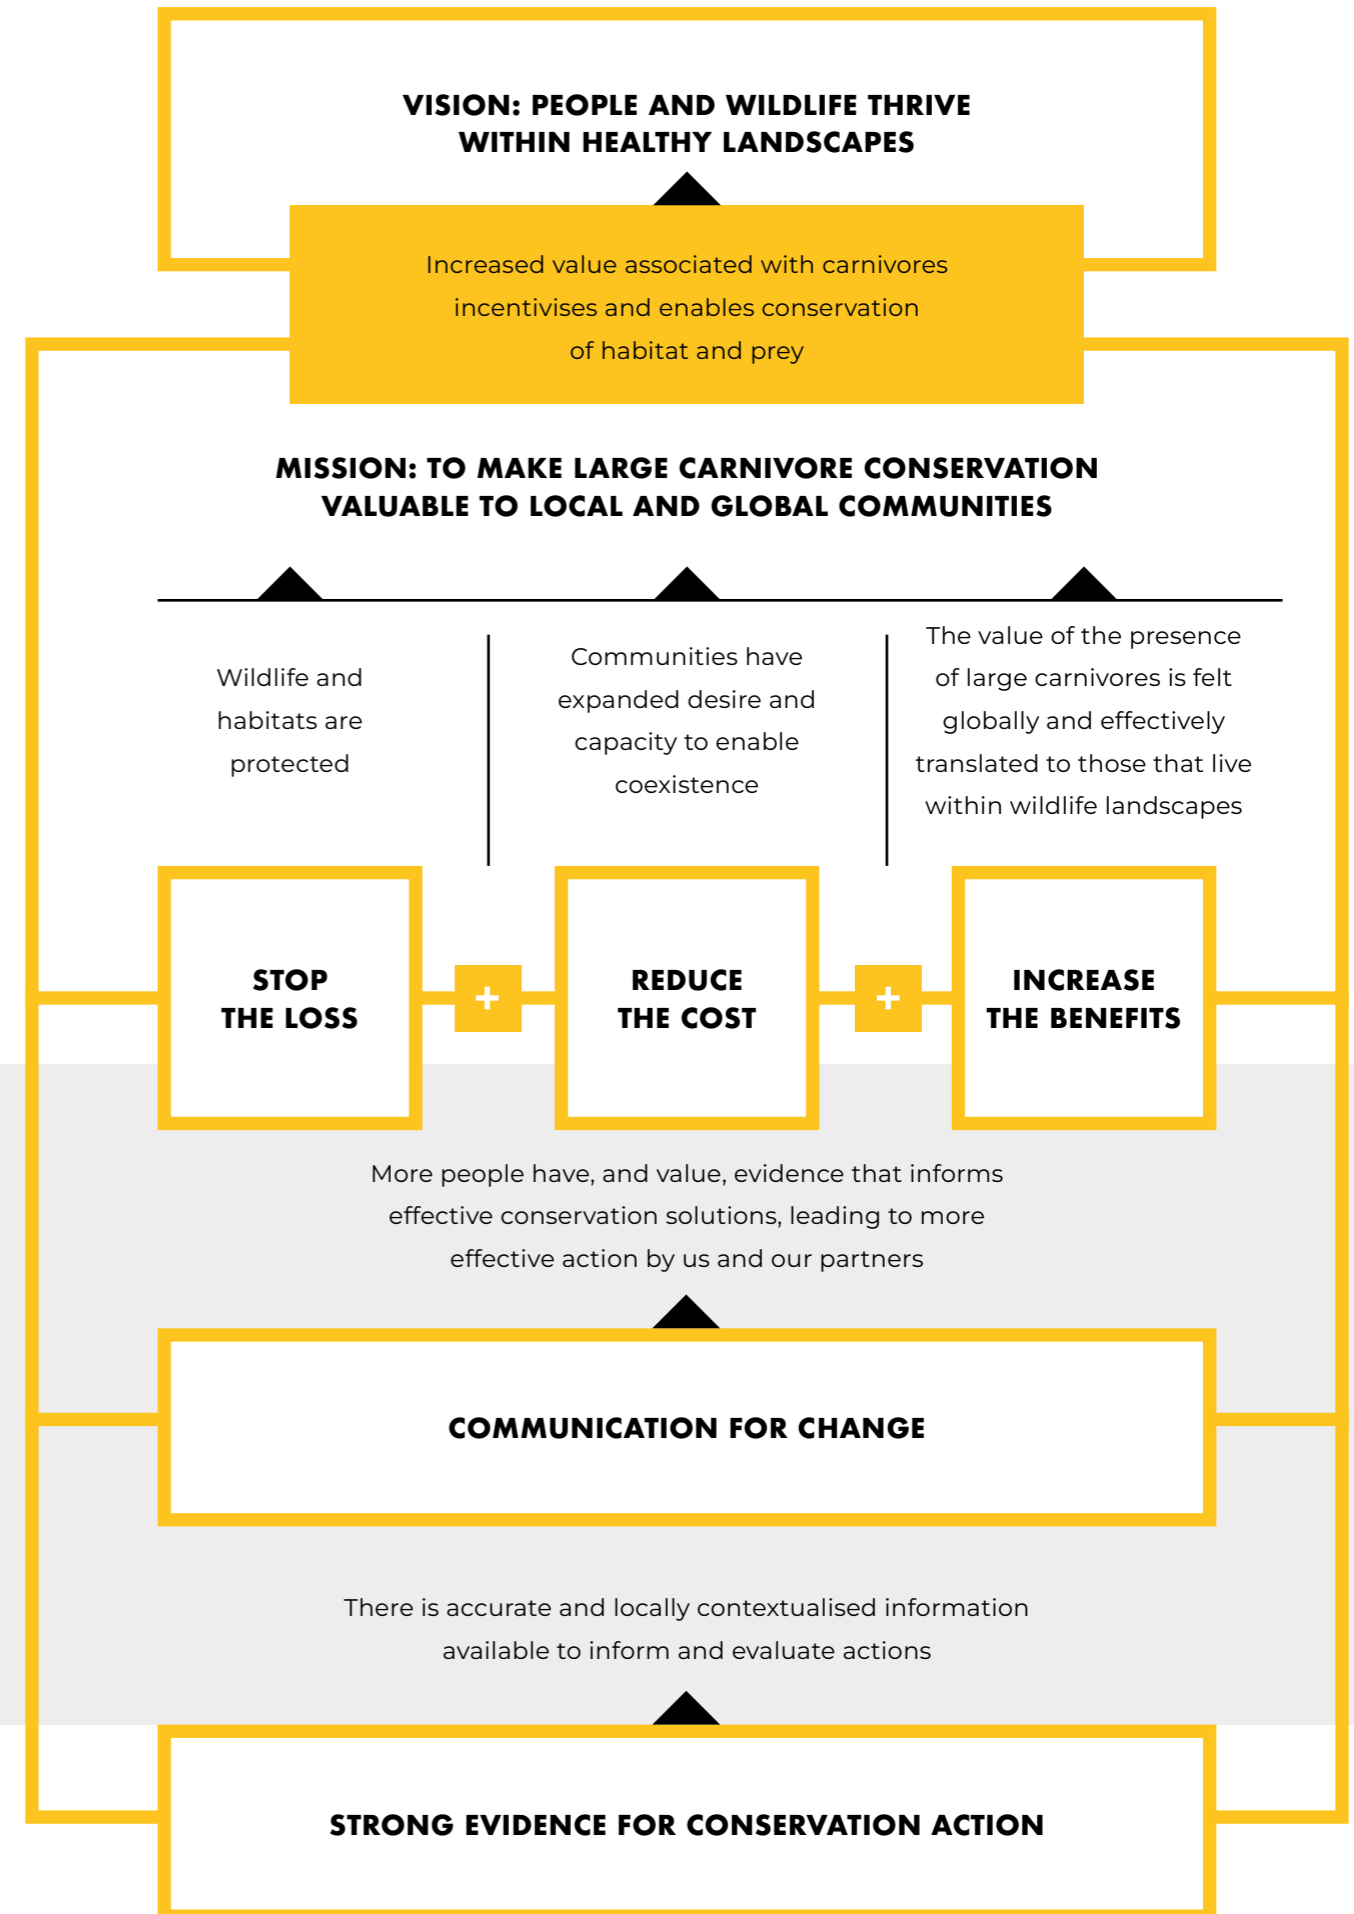 VISION: PEOPLE AND WILDLIFE THRIVE
WITHIN HEALTHY LANDSCAPES
Increased value associated with carnivores
incentivises and enables conservation
of habitat and prey
MISSION: TO MAKE LARGE CARNIVORE CONSERVATION
VALUABLE TO LOCAL AND GLOBAL COMMUNITIES
Wildlife and
habitats are
protected
Communities have
expanded desire and
capacity to enable
coexistence
The value of the presence
of large carnivores is felt
globally and effectively
translated to those that live
within wildlife landscapes
STOP
THE LOSS
+
REDUCE
THE COST
+
INCREASE
THE BENEFITS
More people have, and value, evidence that informs
effective conservation solutions, leading to more
effective action by us and our partners
COMMUNICATION FOR CHANGE
There is accurate and locally contextualised information
available to inform and evaluate actions
STRONG EVIDENCE FOR CONSERVATION ACTION